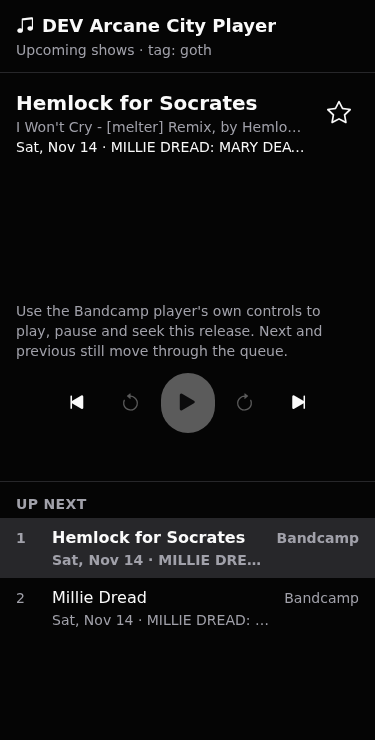 DEV Arcane City Player
Upcoming shows · tag: goth
Hemlock for Socrates
I Won't Cry - [melter] Remix, by Hemlo…
Sat, Nov 14 · MILLIE DREAD: MARY DEA…
Use the Bandcamp player's own controls to
play, pause and seek this release. Next and
previous still move through the queue.
UP NEXT
1 Hemlock for Socrates Bandcamp
Sat, Nov 14 · MILLIE DRE…
2 Millie Dread Bandcamp
Sat, Nov 14 · MILLIE DREAD: …